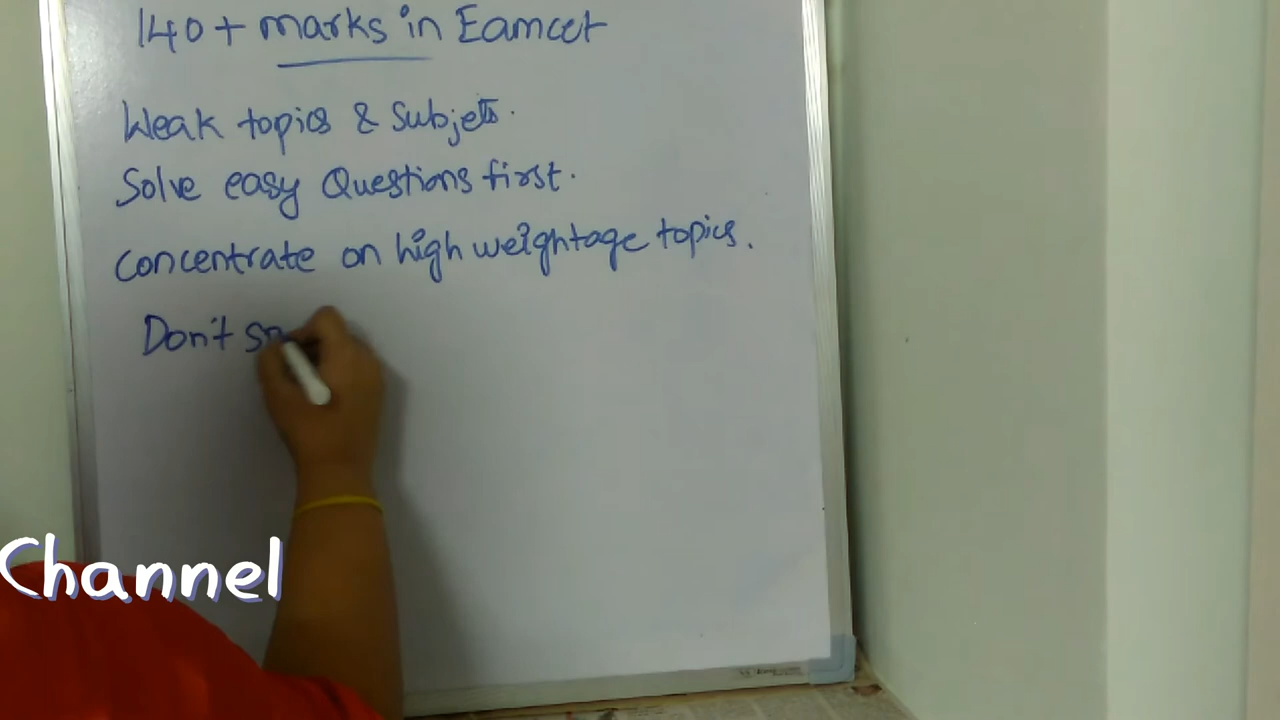 140+ marks in Eamcet
Weak topics & Subjets.
Solve easy Questions first.
Concentrate on high weightage topics.
Don't
Channel